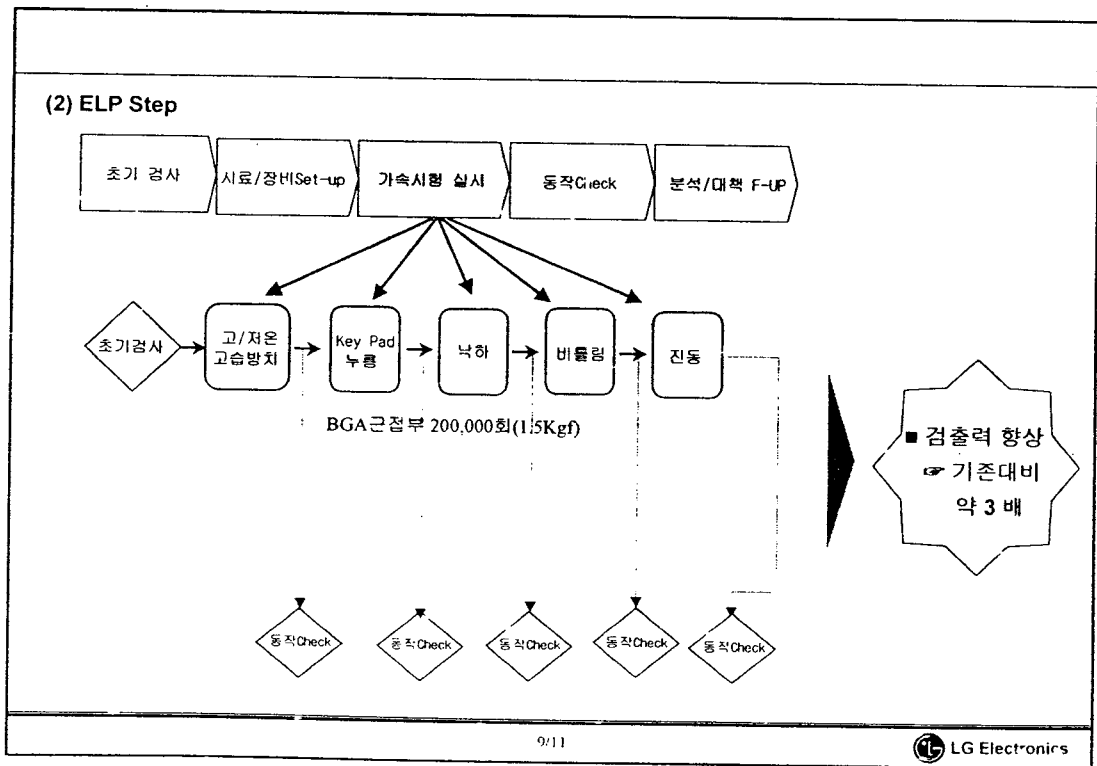 (2) ELP Step
초기 검사
시료/장비Set-up
가속시험 실시
동작Check
분석/대책 F-UP
초기검사
고/저온
고습방치
Key Pad
누름
낙하
비틀림
진동
BGA근접부 200,000회(1.5Kgf)
■ 검출력 향상
☞ 기존대비
약 3 배
동작Check
동작Check
동작Check
동작Check
동작Check
9/11
LG Electronics